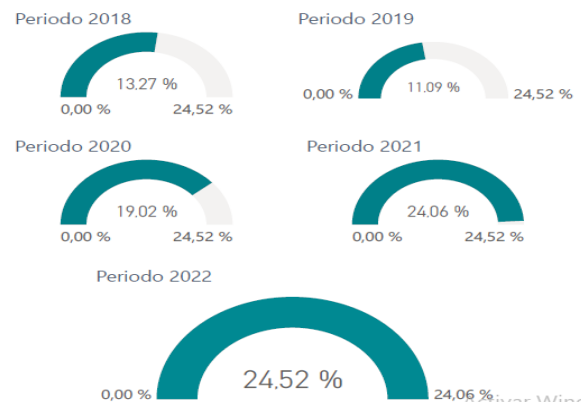 Periodo 2018
13.27 %
0,00 % 24,52 %
Periodo 2019
11.09 %
0,00 % 24,52 %
Periodo 2020
19.02 %
0,00 % 24,52 %
Periodo 2021
24.06 %
0,00 % 24,52 %
Periodo 2022
24.52 %
0,00 % 24,06 %